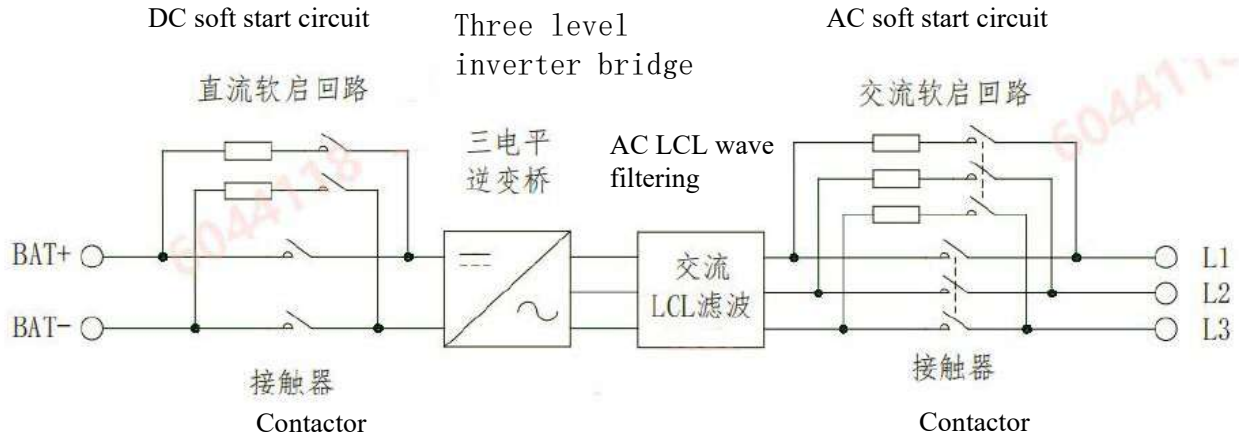 DC soft start circuit
Three level
inverter bridge
AC soft start circuit
直流软启回路
交流软启回路
6044118
6044118
三电平
逆变桥
AC LCL wave
filtering
BAT+
BAT-
交流
LCL滤波
L1
L2
L3
接触器
接触器
Contactor
Contactor